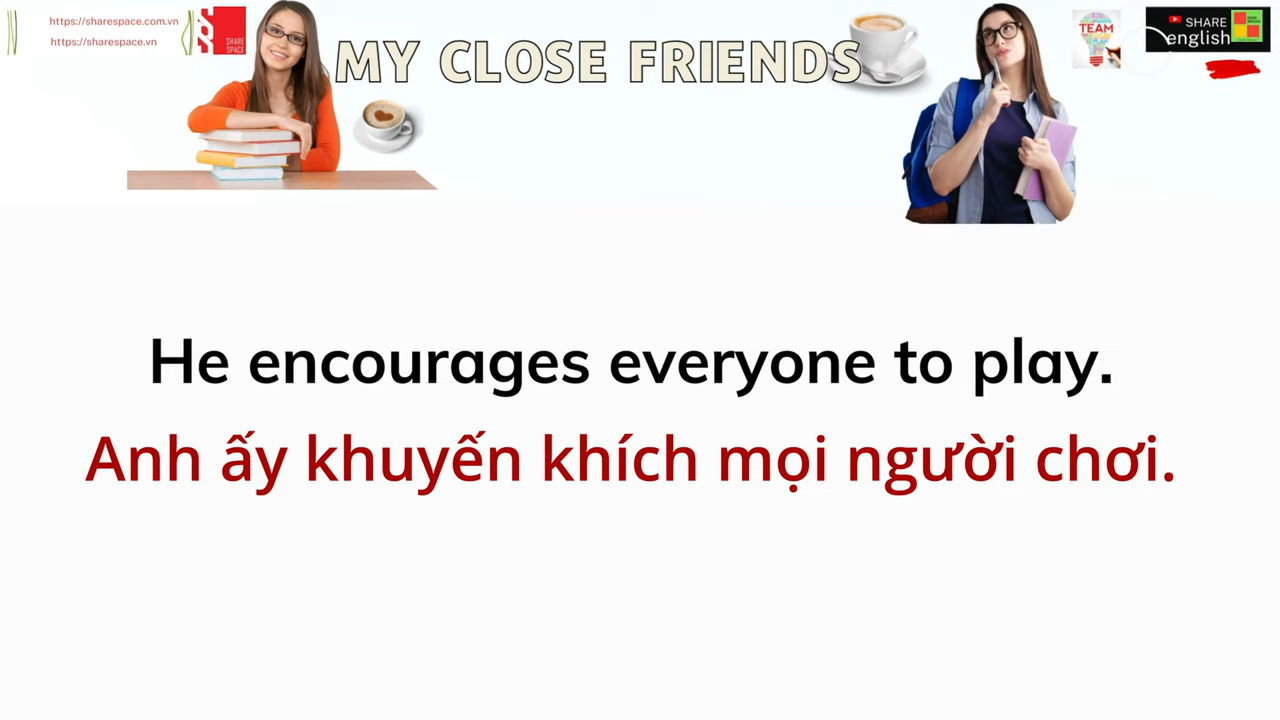 https://sharespace.com.vn
https://sharespace.vn
SHARE
SPACE
MY CLOSE FRIENDS
TEAM
SHARE
english
He encourages everyone to play.
Anh ấy khuyến khích mọi người chơi.